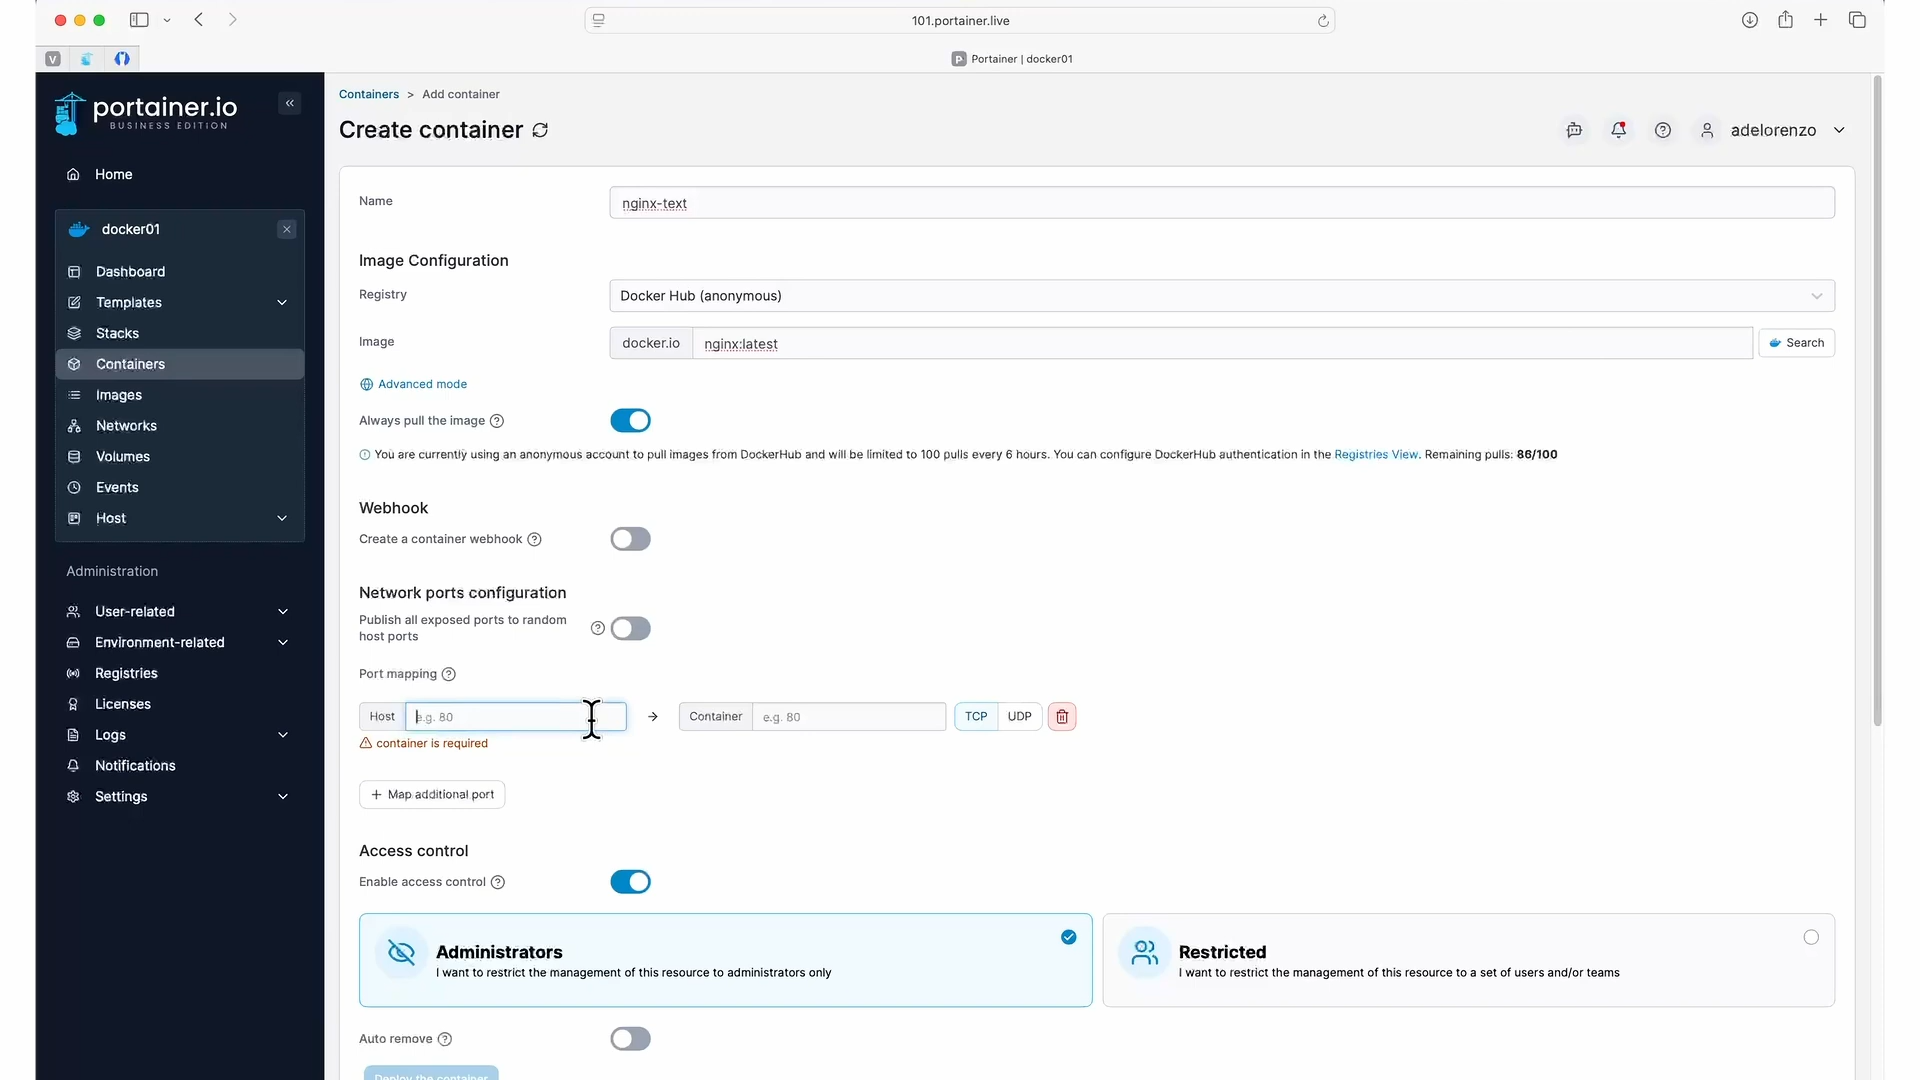 101.portainer.live
V
P Portainer | docker01
portainer.io
BUSINESS EDITION
Home
docker01
Dashboard
Templates
Stacks
Containers
Images
Networks
Volumes
Events
Host
Administration
User-related
Environment-related
Registries
Licenses
Logs
Notifications
Settings
Containers > Add container
Create container
adelorenzo
Name
nginx-text
Image Configuration
Registry
Docker Hub (anonymous)
Image
docker.io
nginx:latest
Search
Advanced mode
Always pull the image
You are currently using an anonymous account to pull images from DockerHub and will be limited to 100 pulls every 6 hours. You can configure DockerHub authentication in the Registries View. Remaining pulls: 86/100
Webhook
Create a container webhook
Network ports configuration
Publish all exposed ports to random
host ports
Port mapping
Host
e.g. 80
Container
e.g. 80
TCP
UDP
container is required
+ Map additional port
Access control
Enable access control
Administrators
I want to restrict the management of this resource to administrators only
Restricted
I want to restrict the management of this resource to a set of users and/or teams
Auto remove
Deploy the container